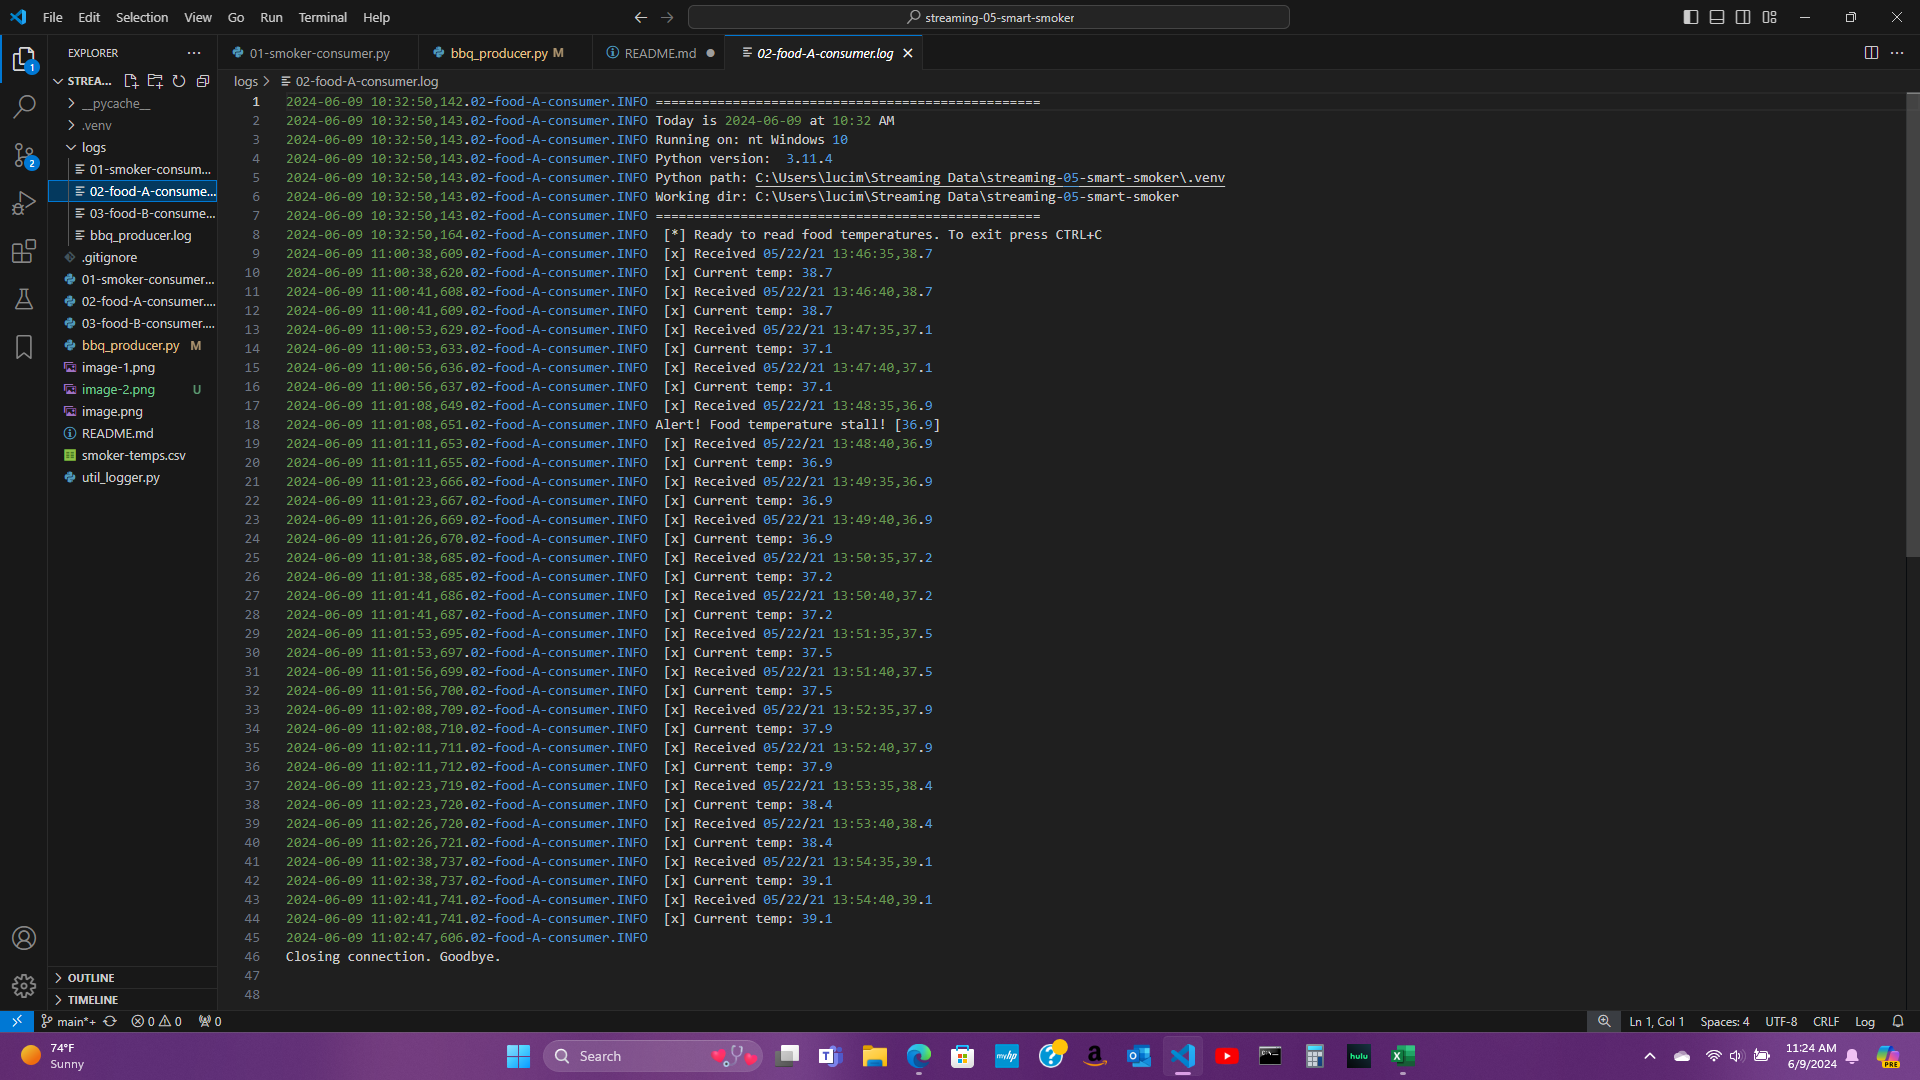 File Edit Selection View Go Run Terminal Help
streaming-05-smart-smoker
EXPLORER
01-smoker-consumer.py
bbq_producer.py M
README.md
02-food-A-consumer.log
STREA...
logs > 02-food-A-consumer.log
__pycache__
.venv
logs
01-smoker-consum...
02-food-A-consume...
03-food-B-consume...
bbq_producer.log
.gitignore
01-smoker-consumer....
02-food-A-consumer....
03-food-B-consumer....
bbq_producer.py M
image-1.png
image-2.png U
image.png
README.md
smoker-temps.csv
util_logger.py
OUTLINE
TIMELINE
1 2024-06-09 10:32:50,142.02-food-A-consumer.INFO ==================================================
2 2024-06-09 10:32:50,143.02-food-A-consumer.INFO Today is 2024-06-09 at 10:32 AM
3 2024-06-09 10:32:50,143.02-food-A-consumer.INFO Running on: nt Windows 10
4 2024-06-09 10:32:50,143.02-food-A-consumer.INFO Python version:  3.11.4
5 2024-06-09 10:32:50,143.02-food-A-consumer.INFO Python path: C:\Users\lucim\Streaming Data\streaming-05-smart-smoker\.venv
6 2024-06-09 10:32:50,143.02-food-A-consumer.INFO Working dir: C:\Users\lucim\Streaming Data\streaming-05-smart-smoker
7 2024-06-09 10:32:50,143.02-food-A-consumer.INFO ==================================================
8 2024-06-09 10:32:50,164.02-food-A-consumer.INFO  [*] Ready to read food temperatures. To exit press CTRL+C
9 2024-06-09 11:00:38,609.02-food-A-consumer.INFO  [x] Received 05/22/21 13:46:35,38.7
10 2024-06-09 11:00:38,620.02-food-A-consumer.INFO  [x] Current temp: 38.7
11 2024-06-09 11:00:41,608.02-food-A-consumer.INFO  [x] Received 05/22/21 13:46:40,38.7
12 2024-06-09 11:00:41,609.02-food-A-consumer.INFO  [x] Current temp: 38.7
13 2024-06-09 11:00:53,629.02-food-A-consumer.INFO  [x] Received 05/22/21 13:47:35,37.1
14 2024-06-09 11:00:53,633.02-food-A-consumer.INFO  [x] Current temp: 37.1
15 2024-06-09 11:00:56,636.02-food-A-consumer.INFO  [x] Received 05/22/21 13:47:40,37.1
16 2024-06-09 11:00:56,637.02-food-A-consumer.INFO  [x] Current temp: 37.1
17 2024-06-09 11:01:08,649.02-food-A-consumer.INFO  [x] Received 05/22/21 13:48:35,36.9
18 2024-06-09 11:01:08,651.02-food-A-consumer.INFO Alert! Food temperature stall! [36.9]
19 2024-06-09 11:01:11,653.02-food-A-consumer.INFO  [x] Received 05/22/21 13:48:40,36.9
20 2024-06-09 11:01:11,655.02-food-A-consumer.INFO  [x] Current temp: 36.9
21 2024-06-09 11:01:23,666.02-food-A-consumer.INFO  [x] Received 05/22/21 13:49:35,36.9
22 2024-06-09 11:01:23,667.02-food-A-consumer.INFO  [x] Current temp: 36.9
23 2024-06-09 11:01:26,669.02-food-A-consumer.INFO  [x] Received 05/22/21 13:49:40,36.9
24 2024-06-09 11:01:26,670.02-food-A-consumer.INFO  [x] Current temp: 36.9
25 2024-06-09 11:01:38,685.02-food-A-consumer.INFO  [x] Received 05/22/21 13:50:35,37.2
26 2024-06-09 11:01:38,685.02-food-A-consumer.INFO  [x] Current temp: 37.2
27 2024-06-09 11:01:41,686.02-food-A-consumer.INFO  [x] Received 05/22/21 13:50:40,37.2
28 2024-06-09 11:01:41,687.02-food-A-consumer.INFO  [x] Current temp: 37.2
29 2024-06-09 11:01:53,695.02-food-A-consumer.INFO  [x] Received 05/22/21 13:51:35,37.5
30 2024-06-09 11:01:53,697.02-food-A-consumer.INFO  [x] Current temp: 37.5
31 2024-06-09 11:01:56,699.02-food-A-consumer.INFO  [x] Received 05/22/21 13:51:40,37.5
32 2024-06-09 11:01:56,700.02-food-A-consumer.INFO  [x] Current temp: 37.5
33 2024-06-09 11:02:08,709.02-food-A-consumer.INFO  [x] Received 05/22/21 13:52:35,37.9
34 2024-06-09 11:02:08,710.02-food-A-consumer.INFO  [x] Current temp: 37.9
35 2024-06-09 11:02:11,711.02-food-A-consumer.INFO  [x] Received 05/22/21 13:52:40,37.9
36 2024-06-09 11:02:11,712.02-food-A-consumer.INFO  [x] Current temp: 37.9
37 2024-06-09 11:02:23,719.02-food-A-consumer.INFO  [x] Received 05/22/21 13:53:35,38.4
38 2024-06-09 11:02:23,720.02-food-A-consumer.INFO  [x] Current temp: 38.4
39 2024-06-09 11:02:26,720.02-food-A-consumer.INFO  [x] Received 05/22/21 13:53:40,38.4
40 2024-06-09 11:02:26,721.02-food-A-consumer.INFO  [x] Current temp: 38.4
41 2024-06-09 11:02:38,737.02-food-A-consumer.INFO  [x] Received 05/22/21 13:54:35,39.1
42 2024-06-09 11:02:38,737.02-food-A-consumer.INFO  [x] Current temp: 39.1
43 2024-06-09 11:02:41,741.02-food-A-consumer.INFO  [x] Received 05/22/21 13:54:40,39.1
44 2024-06-09 11:02:41,741.02-food-A-consumer.INFO  [x] Current temp: 39.1
45 2024-06-09 11:02:47,606.02-food-A-consumer.INFO
46 Closing connection. Goodbye.
47
48
1
2
main*+ 0 0 0 Ln 1, Col 1 Spaces: 4 UTF-8 CRLF Log
74°F
Sunny
Search
myhp
hulu
11:24 AM
6/9/2024
PRE